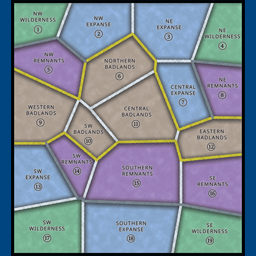 NW
WILDERNESS
1
NW
EXPANSE
2
NE
EXPANSE
3
NE
WILDERNESS
4
NW
REMNANTS
5
NORTHERN
BADLANDS
6
CENTRAL
EXPANSE
7
NE
REMNANTS
8
WESTERN
BADLANDS
9
SW
BADLANDS
10
CENTRAL
BADLANDS
11
EASTERN
BADLANDS
12
SW
EXPANSE
13
SW
REMNANTS
14
SOUTHERN
REMNANTS
15
SE
REMNANTS
16
SW
WILDERNESS
17
SOUTHERN
EXPANSE
18
SE
WILDERNESS
19